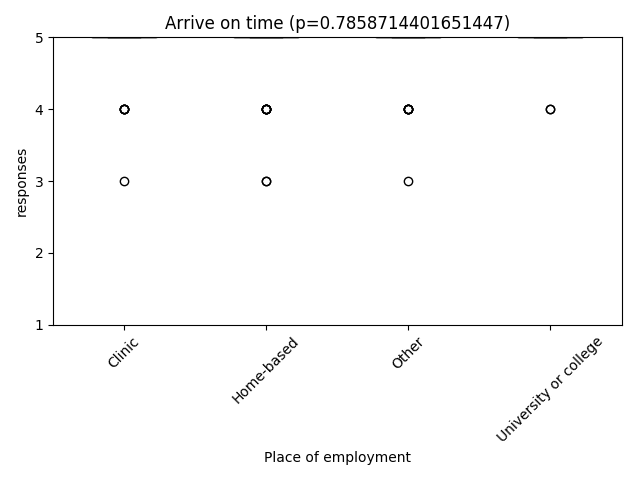 Arrive on time (p=0.7858714401651447)
5
4
3
2
1
responses
Clinic
Home-based
Other
University or college
Place of employment